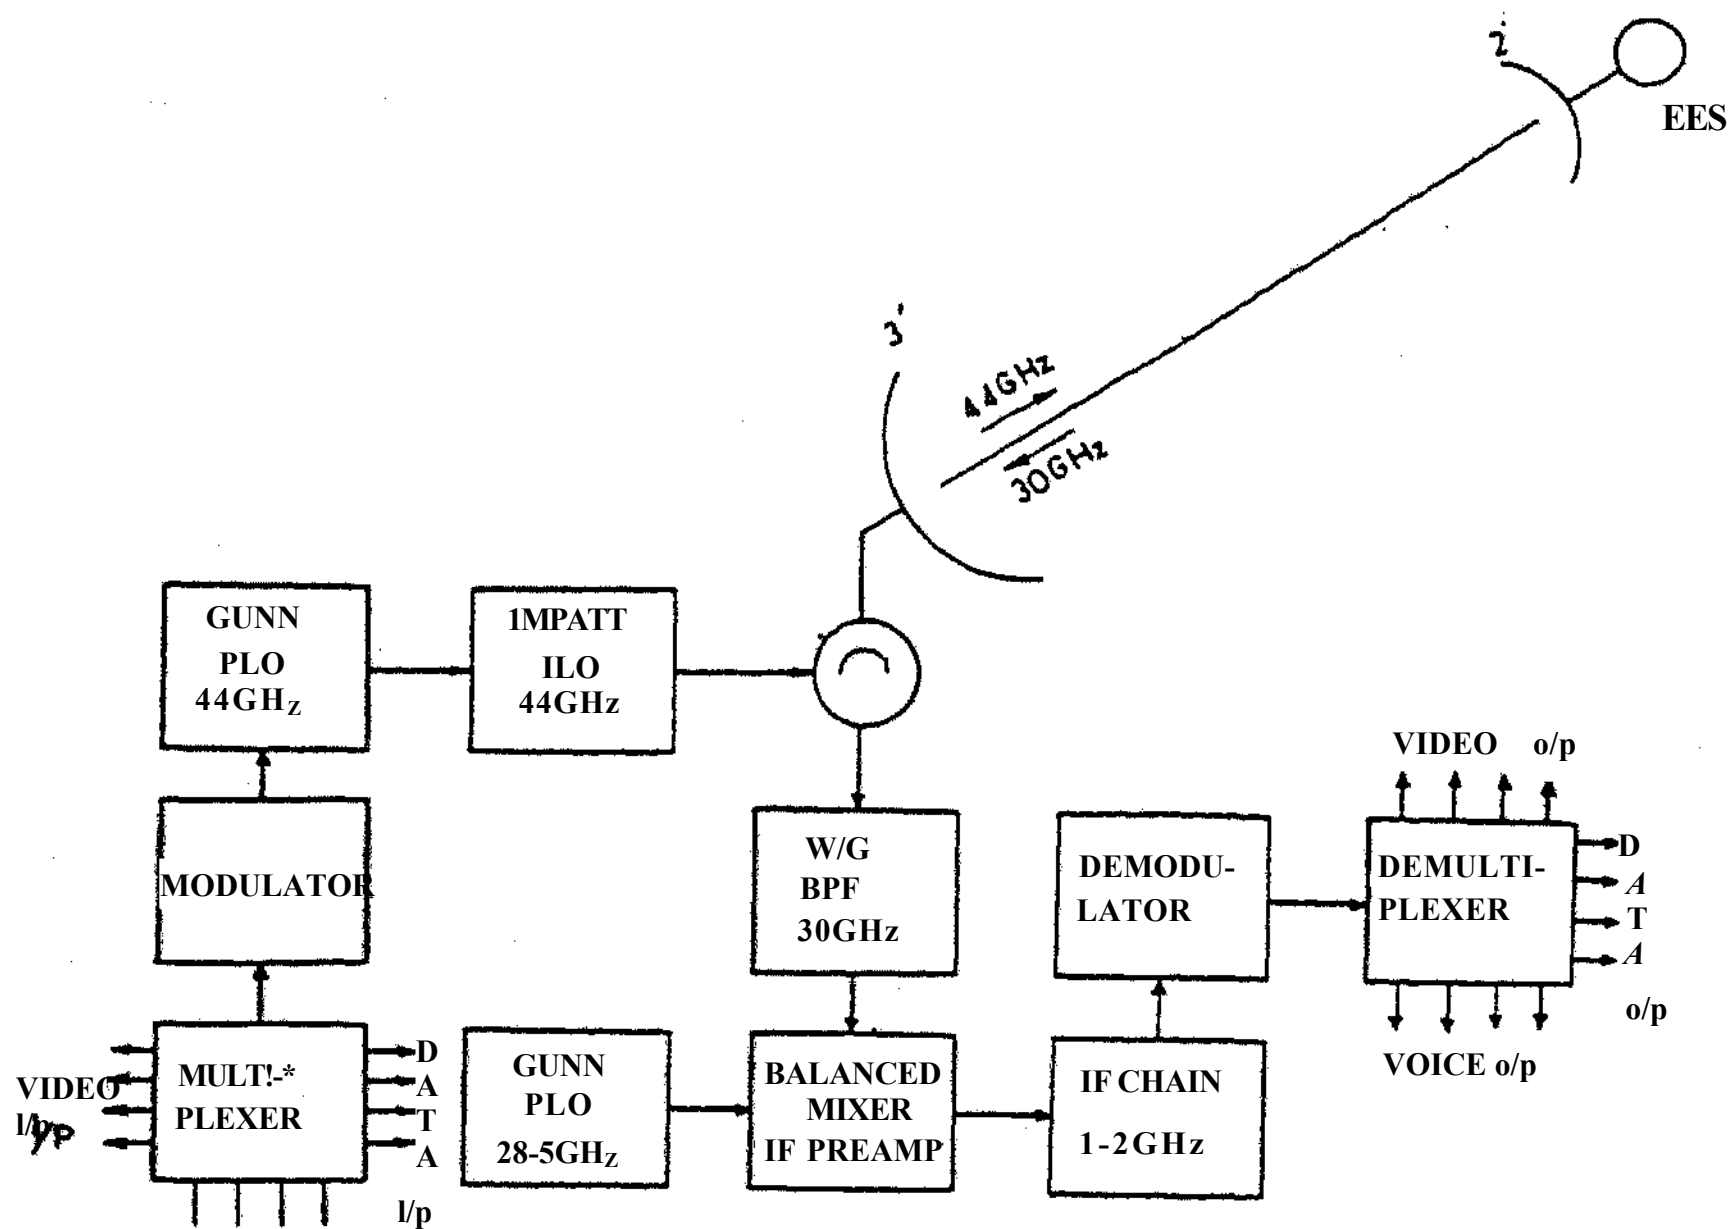 2'
EES
3'
44GHz
30GHz
GUNN
PLO
44GHz
1MPATT
ILO
44GHz
MODULATOR
W/G
BPF
30GHz
DEMODU-
LATOR
VIDEO o/p
DEMULTI-
PLEXER
D
A
T
A
o/p
VOICE o/p
VIDEO
l/p
I/P
MULT!-*
PLEXER
D
A
T
A
l/p
GUNN
PLO
28-5GHz
BALANCED
MIXER
IF PREAMP
IF CHAIN
1-2GHz